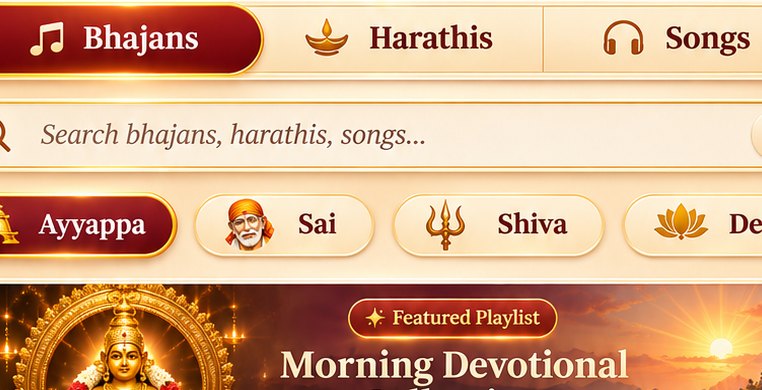 Bhajans
Harathis
Songs
Search bhajans, harathis, songs...
Ayyappa
Sai
Shiva
Featured Playlist
Morning Devotional